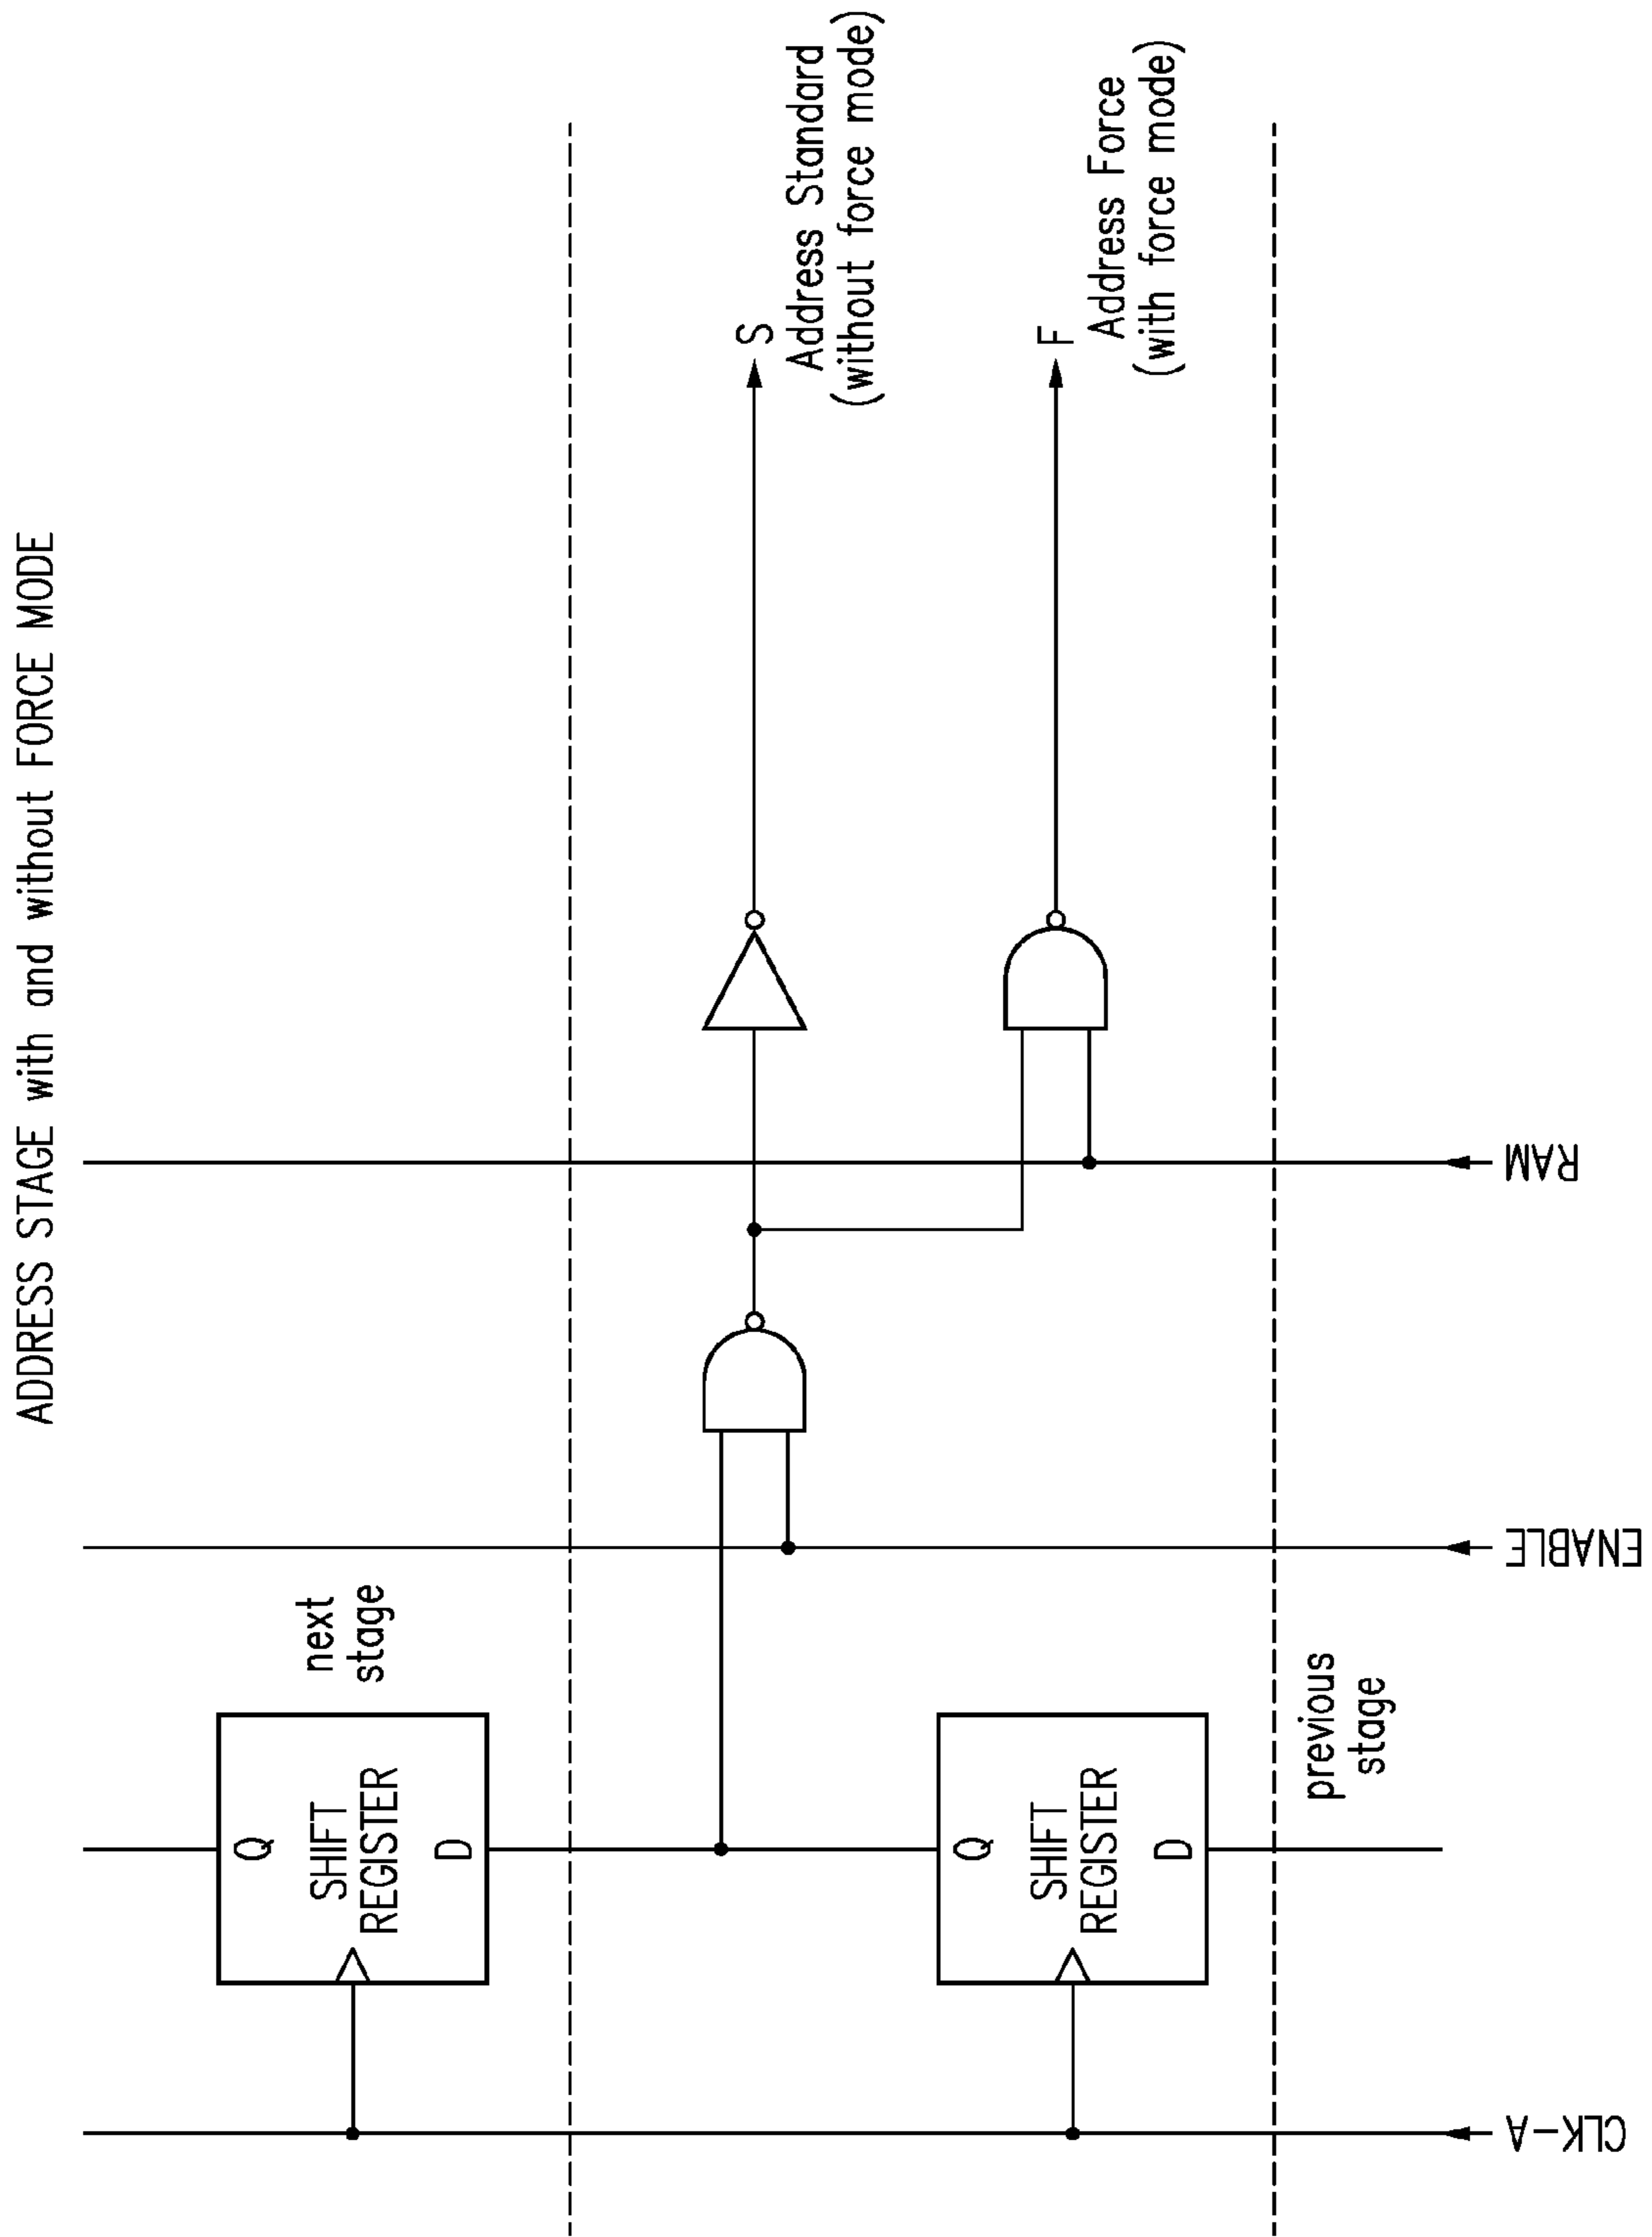 ADDRESS STAGE with and without FORCE MODE
Q
SHIFT
REGISTER
D
next
stage
S
Address Standard
(without force mode)
Q
SHIFT
REGISTER
D
F
Address Force
(with force mode)
previous
stage
CLK-A
ENABLE
RAM